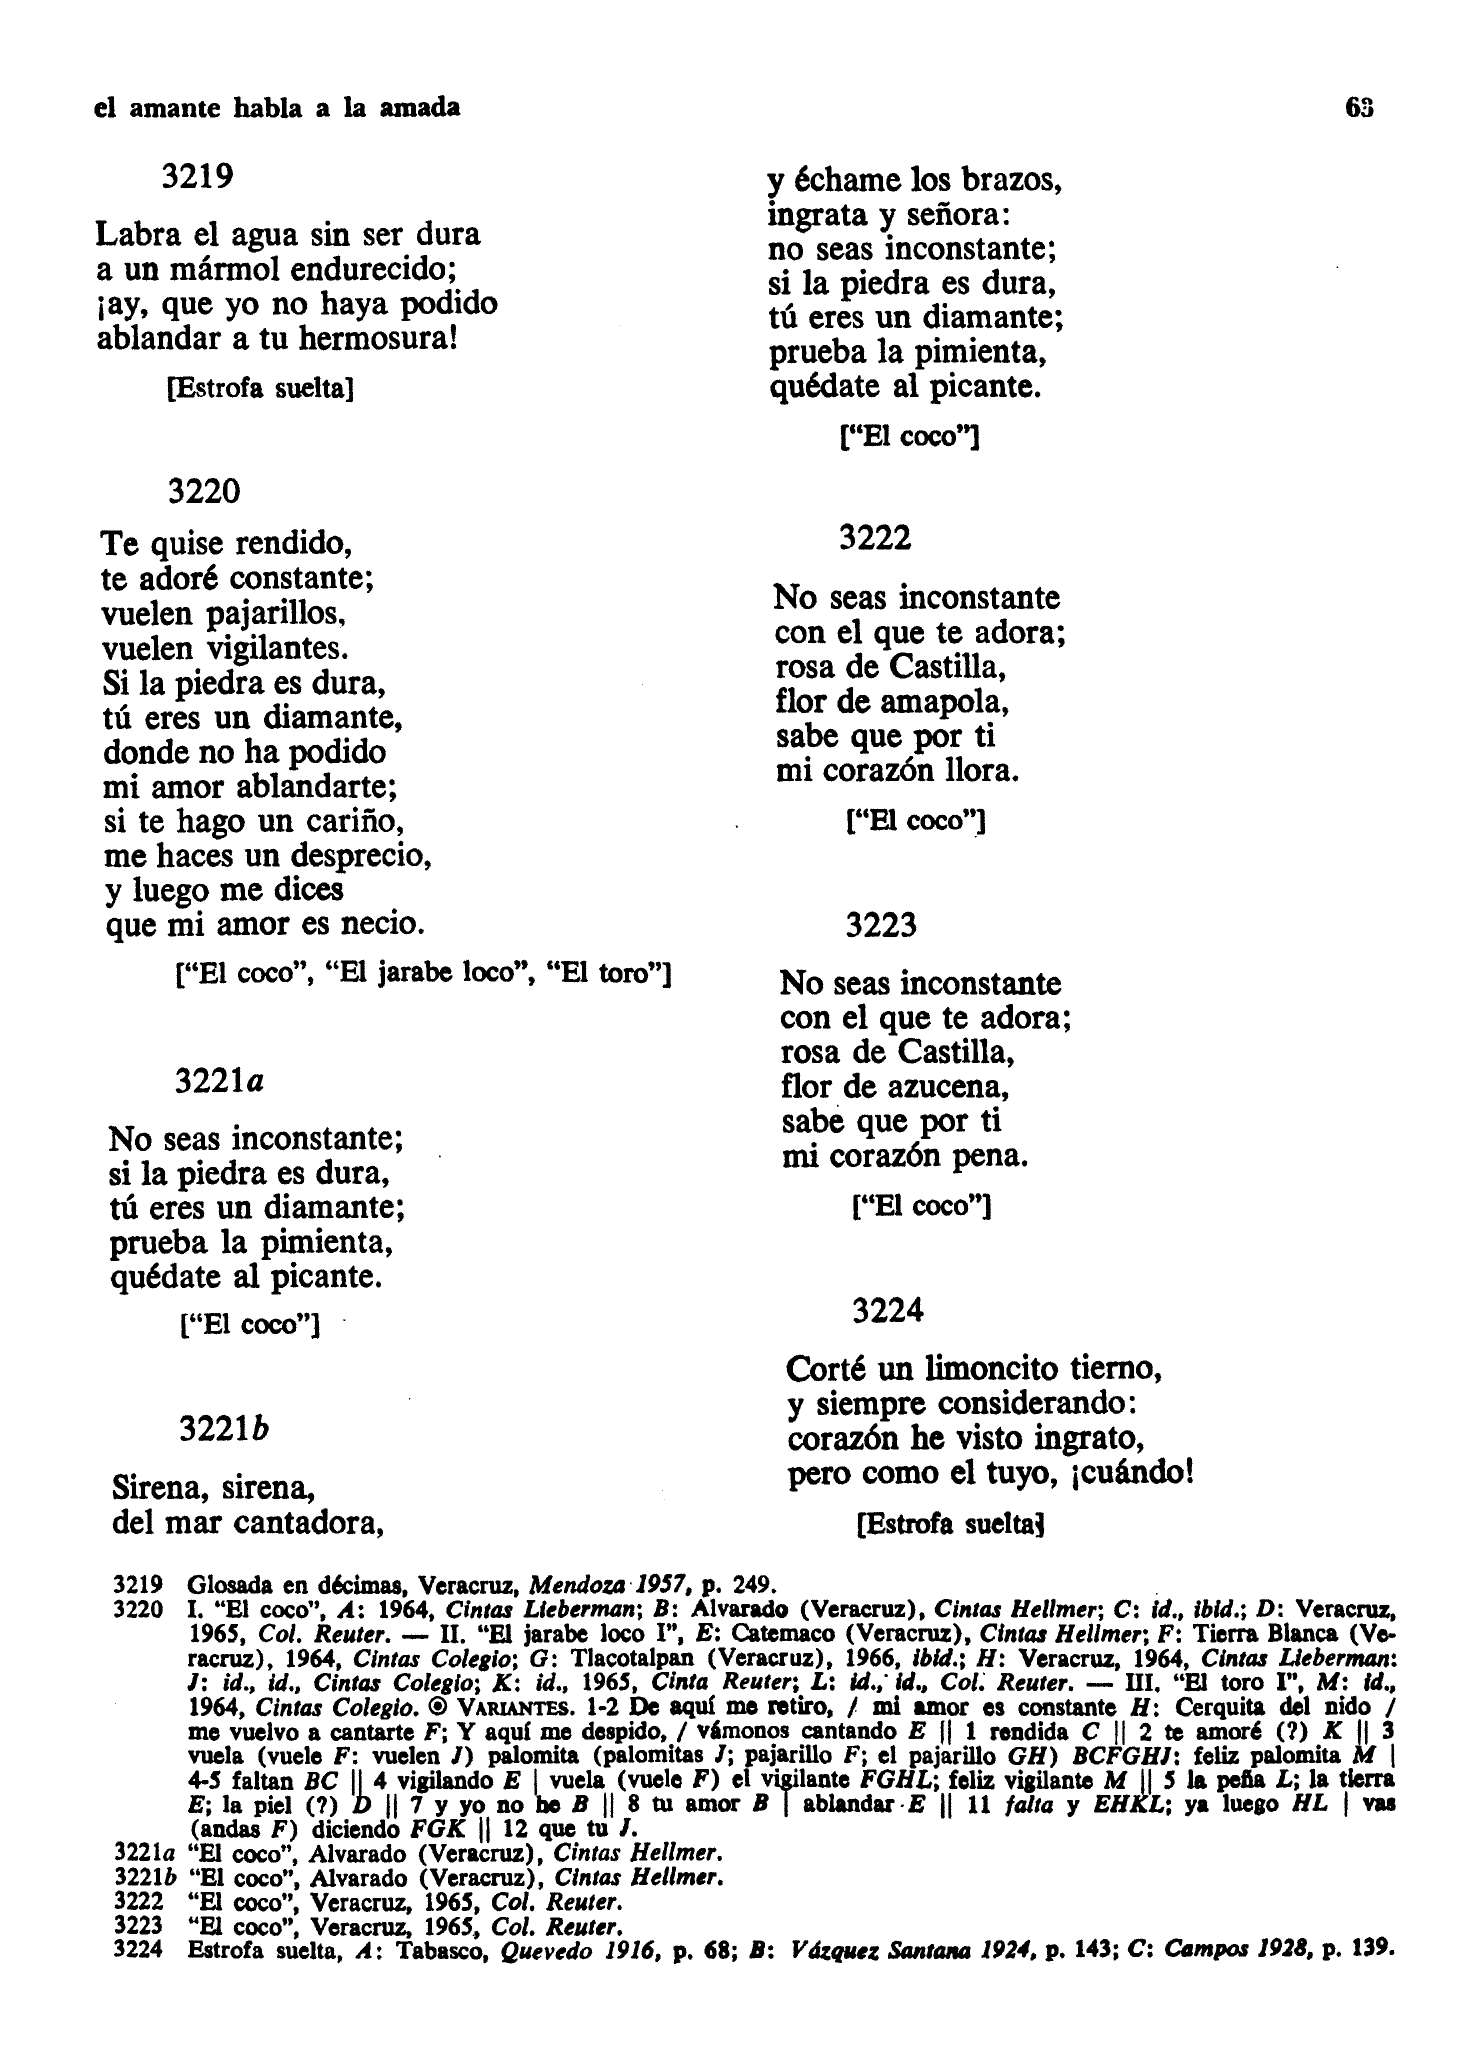 el amante habla a la amada 63
3219
Labra el agua sin ser dura
a un mármol endurecido;
¡ay, que yo no haya podido
ablandar a tu hermosura!
[Estrofa suelta]
3220
Te quise rendido,
te adoré constante;
vuelen pajarillos,
vuelen vigilantes.
Si la piedra es dura,
tú eres un diamante,
donde no ha podido
mi amor ablandarte;
si te hago un cariño,
me haces un desprecio,
y luego me dices
que mi amor es necio.
["El coco", "El jarabe loco", "El toro"]
3221a
No seas inconstante;
si la piedra es dura,
tú eres un diamante;
prueba la pimienta,
quédate al picante.
["El coco"]
3221b
Sirena, sirena,
del mar cantadora,
y échame los brazos,
ingrata y señora:
no seas inconstante;
si la piedra es dura,
tú eres un diamante;
prueba la pimienta,
quédate al picante.
["El coco"]
3222
No seas inconstante
con el que te adora;
rosa de Castilla,
flor de amapola,
sabe que por ti
mi corazón llora.
["El coco"]
3223
No seas inconstante
con el que te adora;
rosa de Castilla,
flor de azucena,
sabe que por ti
mi corazón pena.
["El coco"]
3224
Corté un limoncito tierno,
y siempre considerando:
corazón he visto ingrato,
pero como el tuyo, ¡cuándo!
[Estrofa suelta]
3219 Glosada en décimas, Veracruz, Mendoza 1957, p. 249.
3220 I. "El coco", A: 1964, Cintas Lieberman; B: Alvarado (Veracruz), Cintas Hellmer; C: id., ibid.; D: Veracruz,
1965, Col. Reuter. — II. "El jarabe loco I", E: Catemaco (Veracruz), Cintas Hellmer; F: Tierra Blanca (Ve-
racruz), 1964, Cintas Colegio; G: Tlacotalpan (Veracruz), 1966, ibid.; H: Veracruz, 1964, Cintas Lieberman:
J: id., id., Cintas Colegio; K: id., 1965, Cinta Reuter; L: id., id., Col. Reuter. — III. "El toro I", M: id.,
1964, Cintas Colegio. ® VARIANTES. 1-2 De aquí me retiro, / mi amor es constante H: Cerquita del nido /
me vuelvo a cantarte F; Y aquí me despido, / vámonos cantando E || 1 rendida C || 2 te amoré (?) K || 3
vuela (vuele F: vuelen J) palomita (palomitas J; pajarillo F; el pajarillo GH) BCFGHJ: feliz palomita M |
4-5 faltan BC || 4 vigilando E | vuela (vuele F) el vigilante FGHL; feliz vigilante M || 5 la peña L; la tierra
E; la piel (?) D || 7 y yo no he B || 8 tu amor B | ablandar E || 11 falta y EHKL; ya luego HL | vas
(andas F) diciendo FGK || 12 que tu J.
3221a "El coco", Alvarado (Veracruz), Cintas Hellmer.
3221b "El coco", Alvarado (Veracruz), Cintas Hellmer.
3222 "El coco", Veracruz, 1965, Col. Reuter.
3223 "El coco", Veracruz, 1965, Col. Reuter.
3224 Estrofa suelta, A: Tabasco, Quevedo 1916, p. 68; B: Vázquez Santana 1924, p. 143; C: Campos 1928, p. 139.